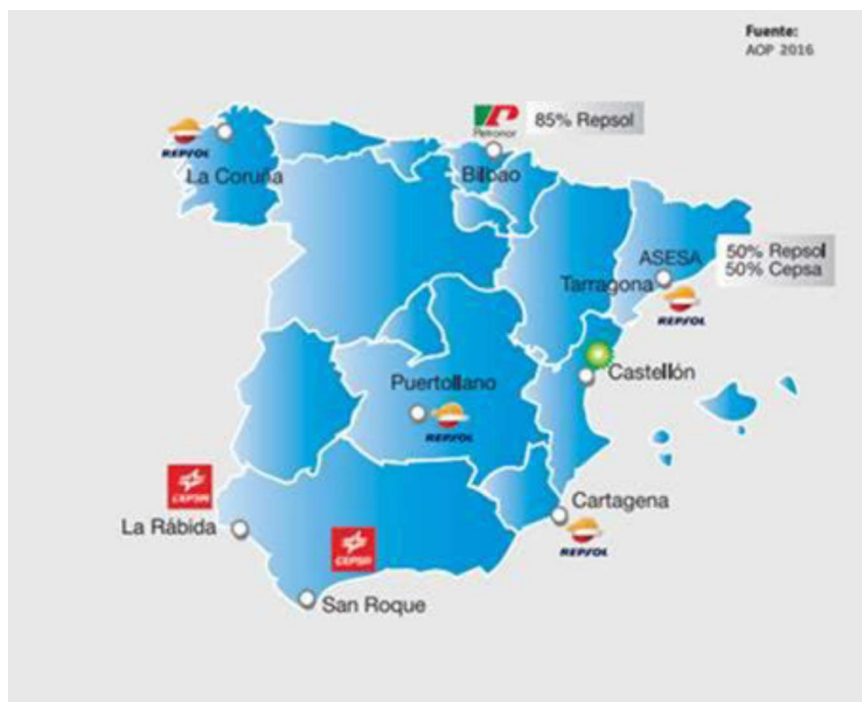 Fuente:
AOP 2016
Petronor
85% Repsol
REPSOL
La Coruña
Bilbao
ASESA
50% Repsol
50% Cepsa
Tarragona
REPSOL
Castellón
Puertollano
REPSOL
CEPSA
La Rábida
CEPSA
Cartagena
REPSOL
San Roque